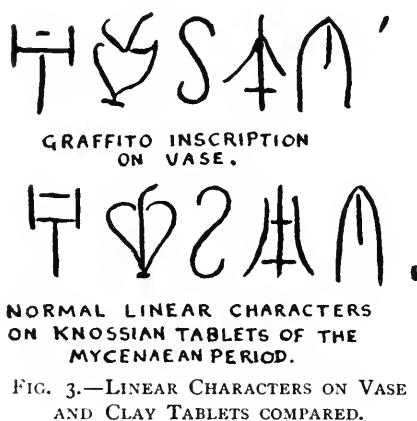 GRAFFITO INSCRIPTION
ON VASE.
NORMAL LINEAR CHARACTERS
ON KNOSSIAN TABLETS OF THE
MYCENAEAN PERIOD.
FIG. 3.—LINEAR CHARACTERS ON VASE
AND CLAY TABLETS COMPARED.